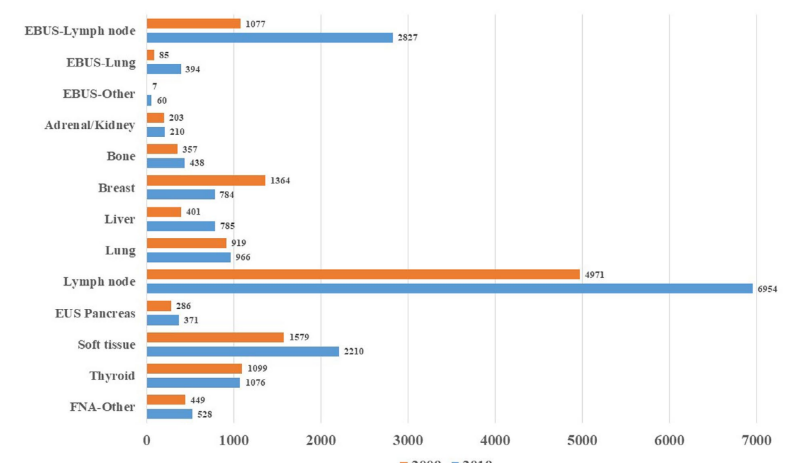 EBUS-Lymph node
1077
2827
EBUS-Lung
85
394
EBUS-Other
7
60
Adrenal/Kidney
203
210
Bone
357
438
Breast
1364
784
Liver
401
785
Lung
919
966
Lymph node
4971
6954
EUS Pancreas
286
371
Soft tissue
1579
2210
Thyroid
1099
1076
FNA-Other
449
528
0 1000 2000 3000 4000 5000 6000 7000